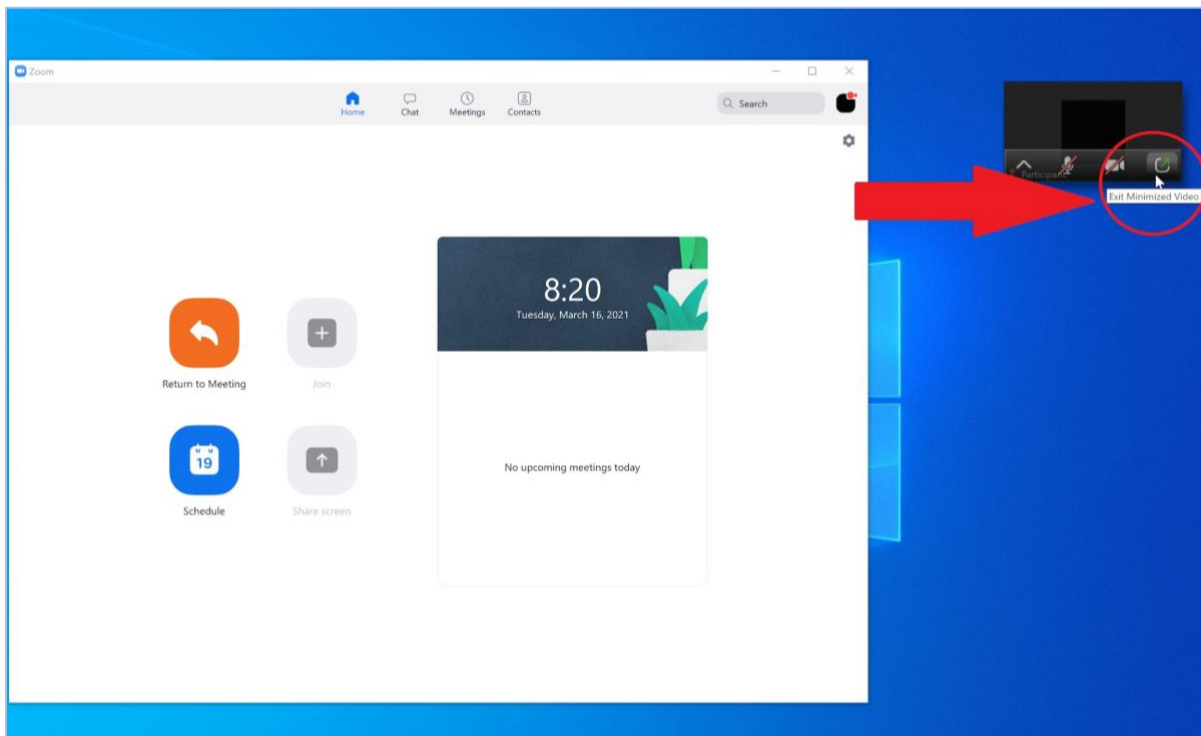 Zoom
Home
Chat
Meetings
Contacts
Search
8:20
Tuesday, March 16, 2021
Return to Meeting
Join
19
Schedule
Share screen
No upcoming meetings today
Participant
Exit Minimized Video